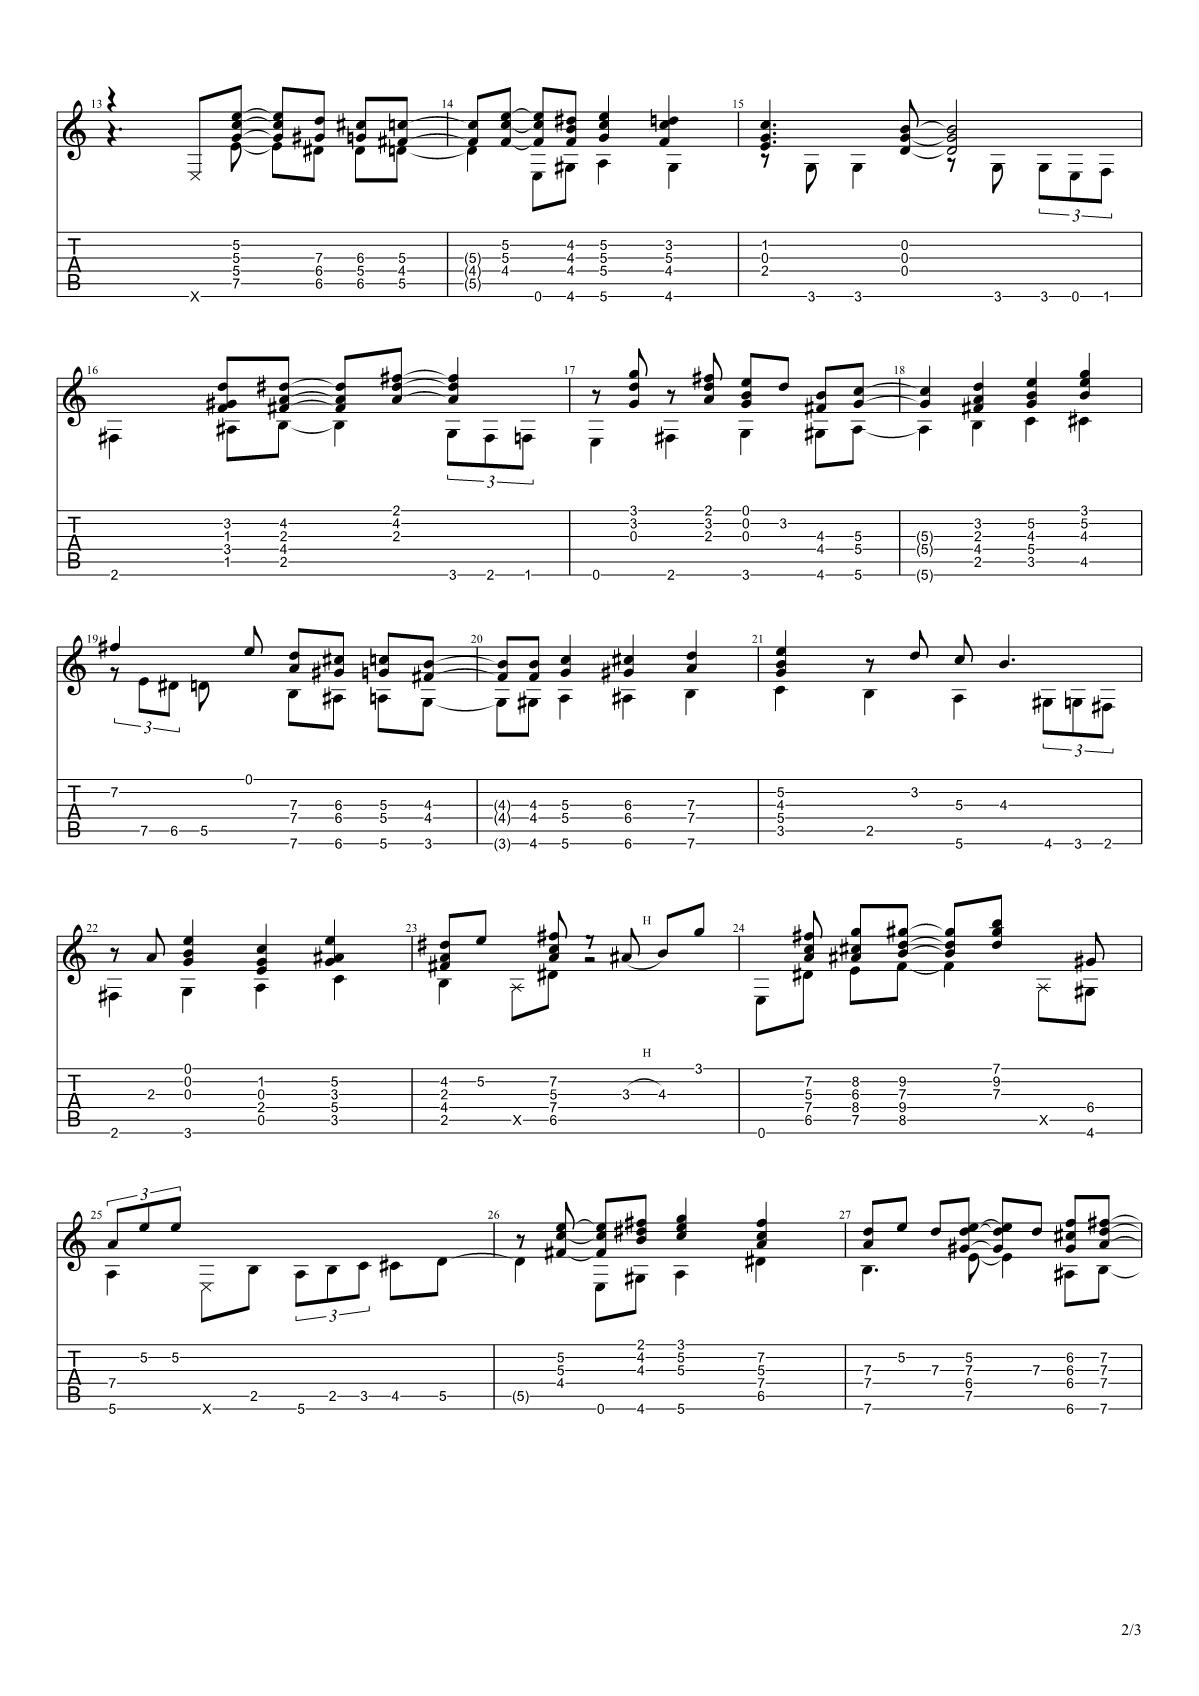 13 14 15
3
T 5 5 4 5 3 1 0
A 5 7 6 5 (5) 5 4 5 5 0 0
5 6 5 4 (4) 4 4 5 4 2 0
B 7 6 6 5 (5)
X 0 4 5 4 3 3 3 3 0 1
16 17 18
3
2 3 2 0 3
T 3 4 4 3 3 0 3 3 5 5
A 1 2 2 0 2 0 4 5 (5) 2 4 4
3 4 4 5 (5) 4 5
B 1 2 2 3 4
2 3 2 1 0 2 3 4 5 (5)
19 20 21
3 3
0
T 7 5 3
A 7 6 5 4 (4) 4 5 6 7 4 5 4
7 6 5 4 (4) 4 5 6 7 5
B 7 6 5 3 2
7 6 5 3 (3) 4 5 6 7 5 4 3 2
22 23 H 24
H
0 3 7
T 0 1 5 4 5 7 7 8 9 9
A 2 0 0 3 2 5 3 4 5 6 7 7
2 5 4 7 7 8 9 6
B 0 3 2 X 6 6 7 8 X
2 3 0 4
25 3 26 27
3
2 3
T 5 5 5 4 5 7 5 5 6 7
A 5 4 5 5 7 7 7 7 6 7
7 4 7 7 6 6 7
B 2 2 3 4 5 (5) 6 7
5 X 5 0 4 5 7 6 7
2/3